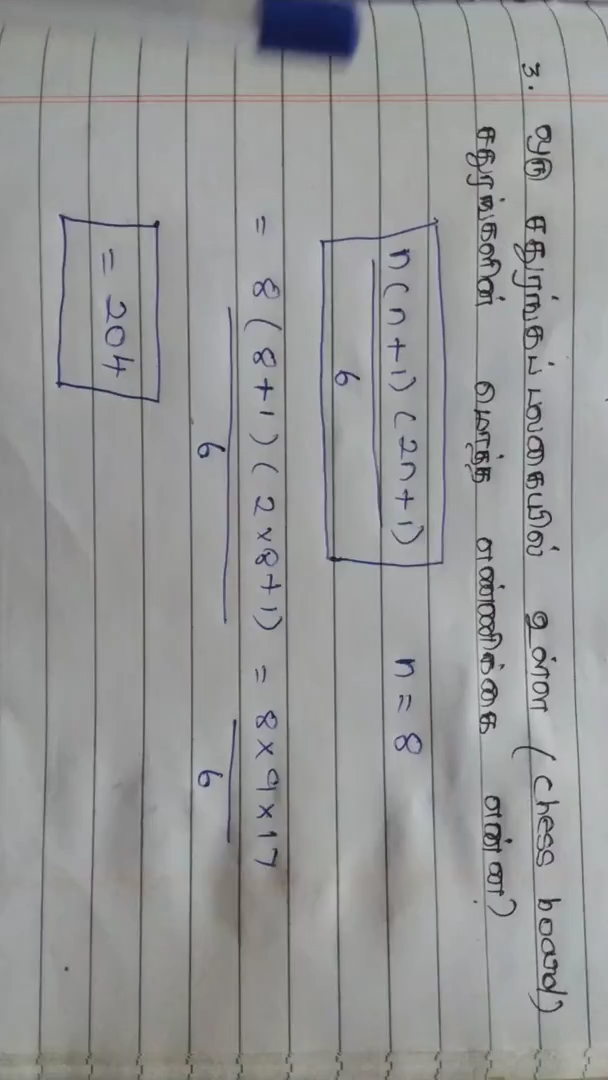 3. ஒரு சதுரங்கப் பலகையில் உள்ள (chess board)
சதுரங்களின் மொத்த எண்ணிக்கை என்ன?
n(n+1)(2n+1) n = 8
6
= 8(8+1)(2×8+1) = 8×9×17
6 6
= 204